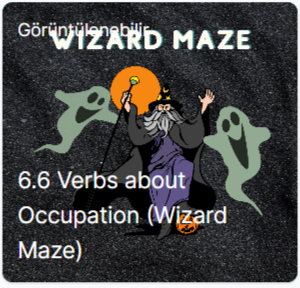 Görüntülenebilir
WIZARD MAZE
6.6 Verbs about
Occupation (Wizard
Maze)